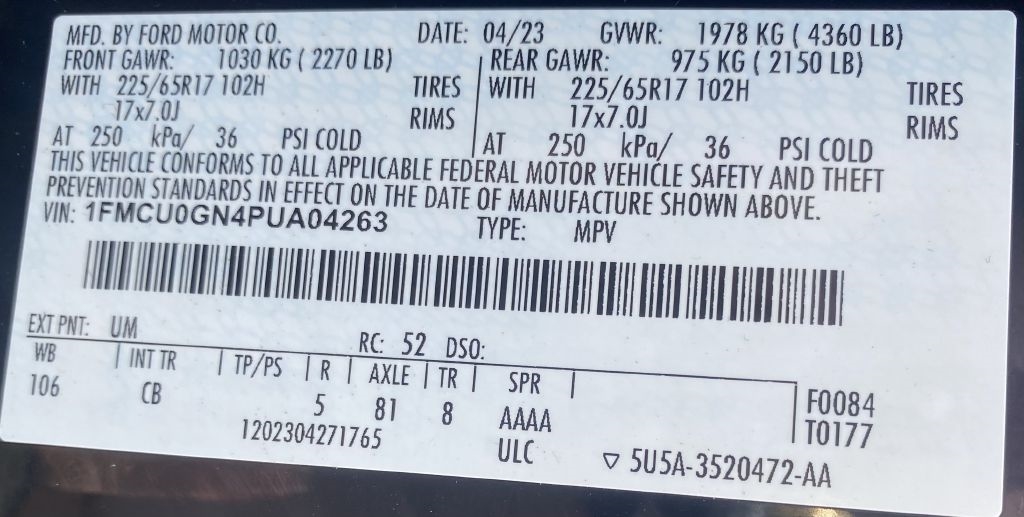 MFD. BY FORD MOTOR CO. DATE: 04/23 GVWR: 1978 KG ( 4360 LB)
FRONT GAWR: 1030 KG ( 2270 LB) REAR GAWR: 975 KG ( 2150 LB)
WITH 225/65R17 102H TIRES WITH 225/65R17 102H TIRES
17x7.0J RIMS 17x7.0J RIMS
AT 250 kPa/ 36 PSI COLD AT 250 kPa/ 36 PSI COLD
THIS VEHICLE CONFORMS TO ALL APPLICABLE FEDERAL MOTOR VEHICLE SAFETY AND THEFT
PREVENTION STANDARDS IN EFFECT ON THE DATE OF MANUFACTURE SHOWN ABOVE.
VIN: 1FMCU0GN4PUA04263 TYPE: MPV
EXT PNT: UM RC: 52 DSO:
WB INT TR TP/PS R AXLE TR SPR
106 CB 5 81 8 AAAA F0084
1202304271765 ULC T0177
5U5A-3520472-AA